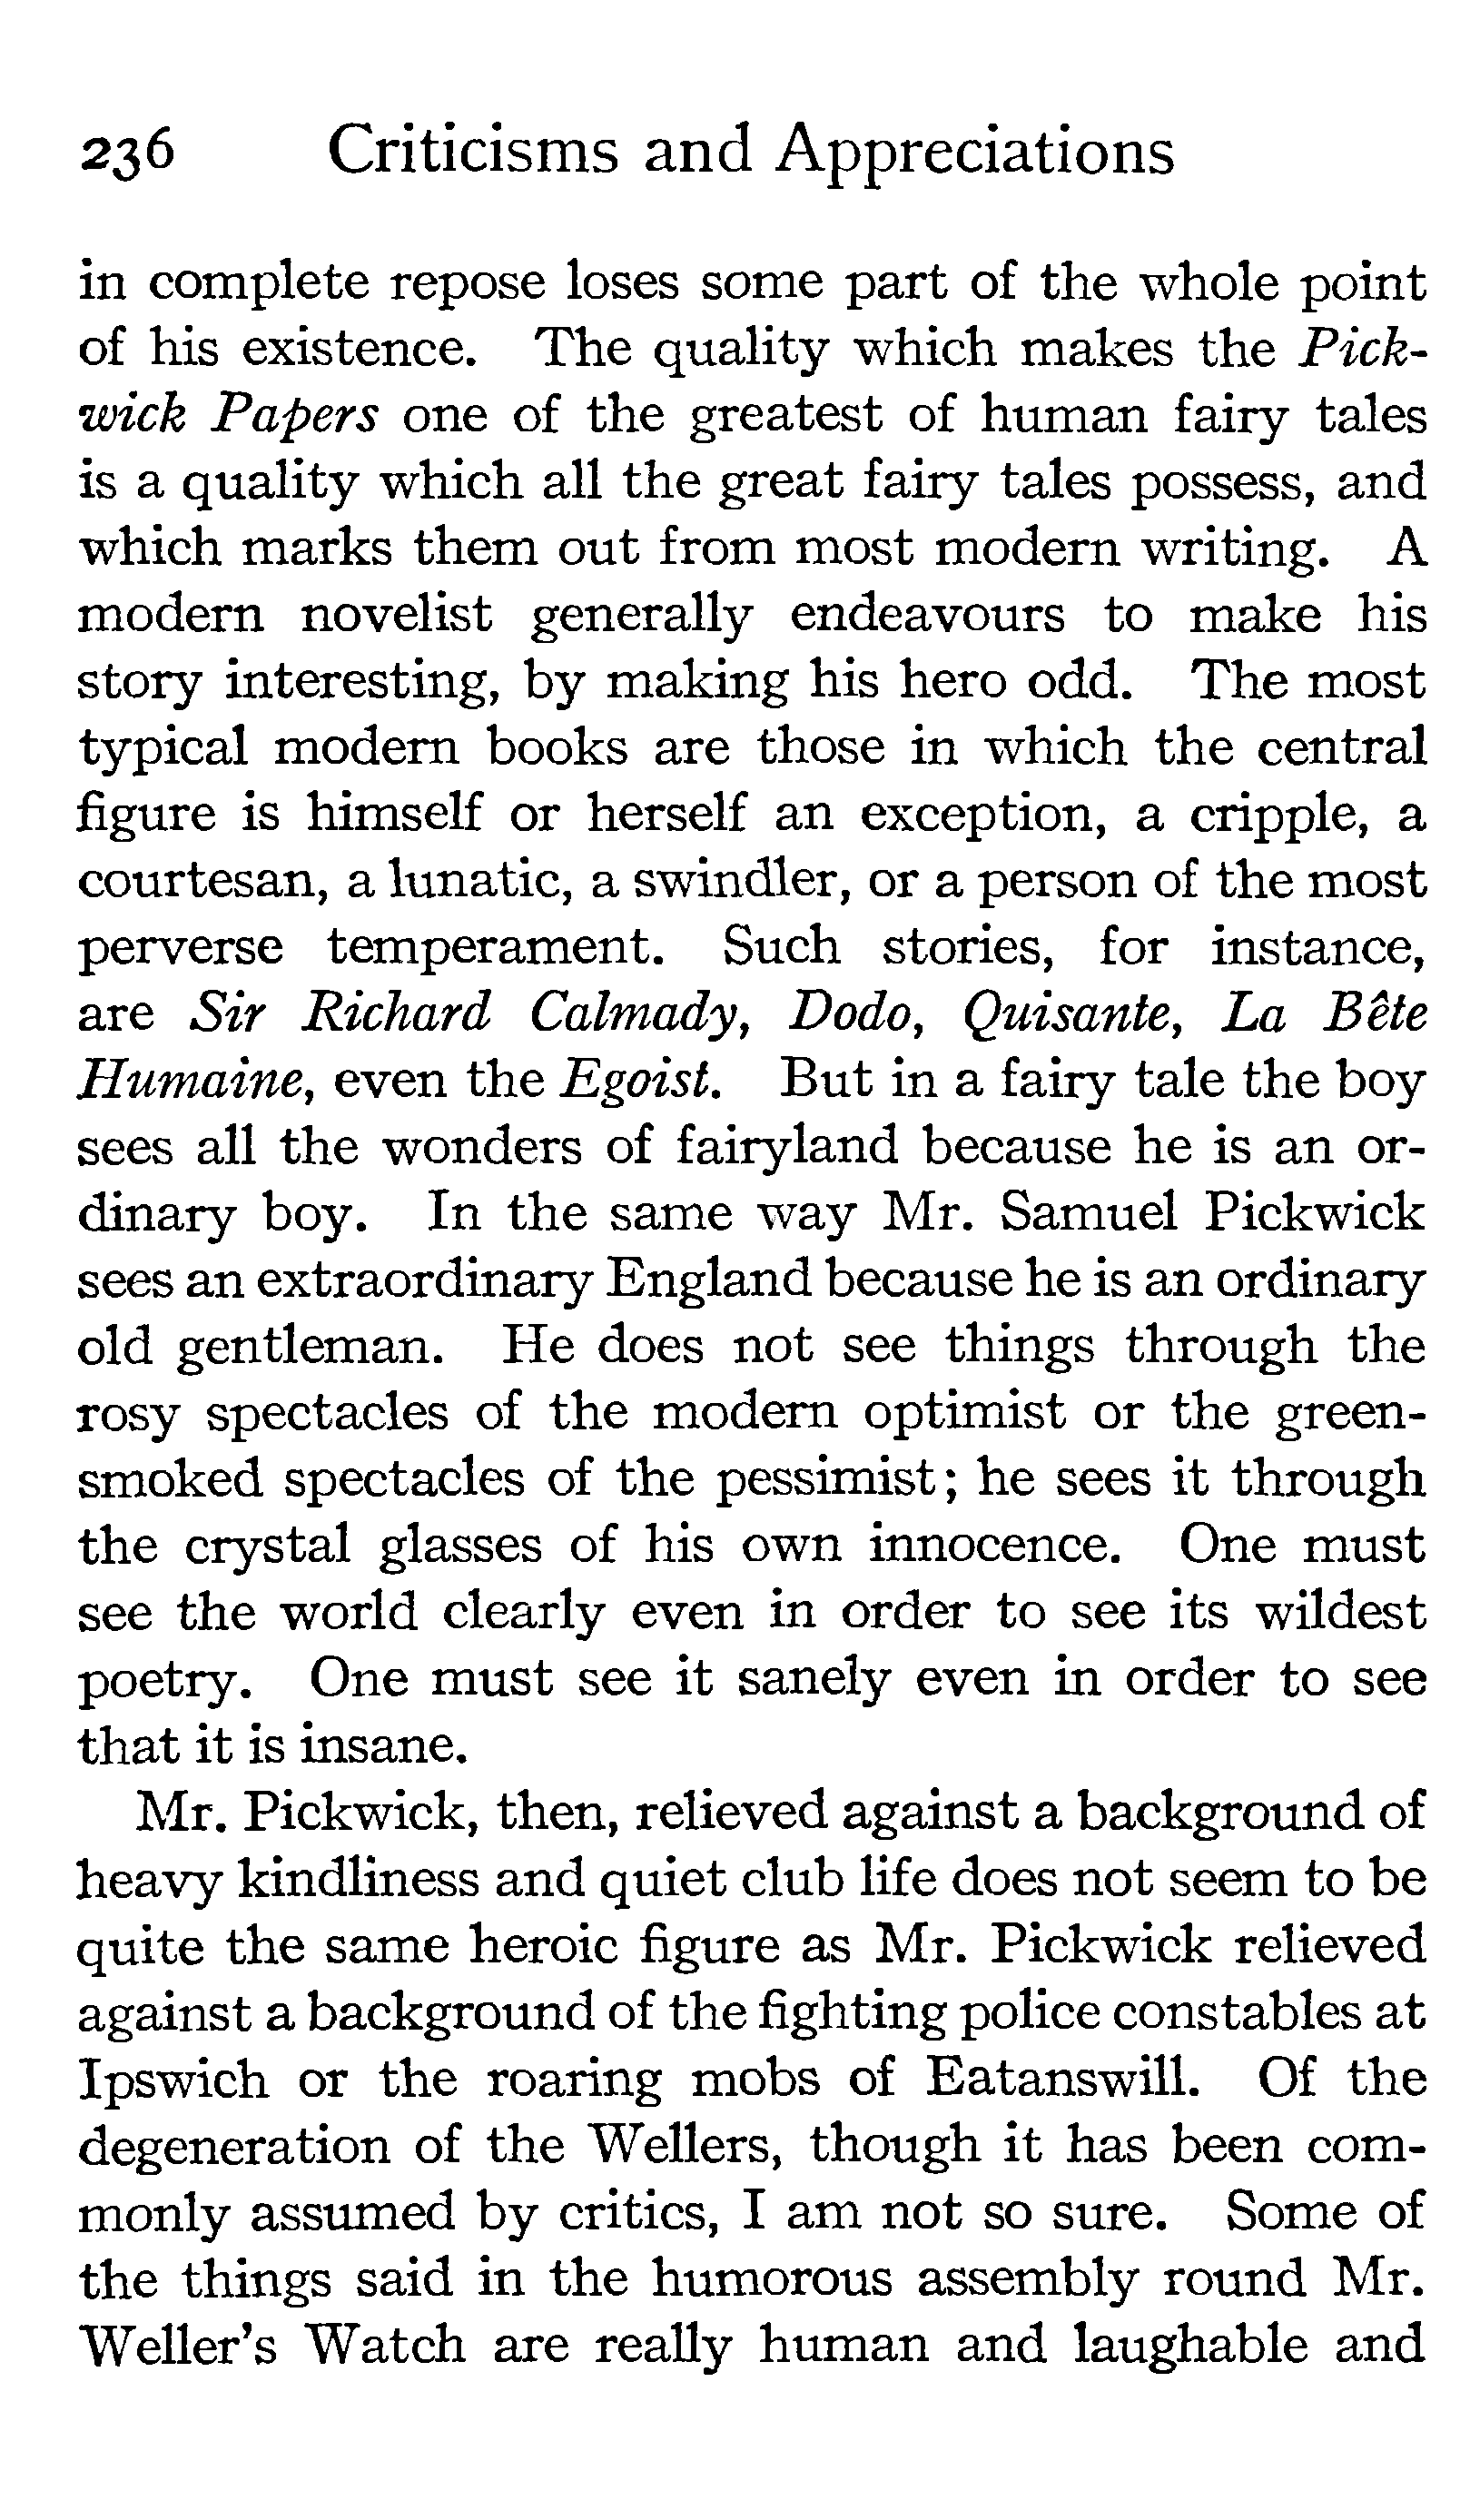 236 Criticisms and Appreciations
in complete repose loses some part of the whole point
of his existence. The quality which makes the Pick-
wick Papers one of the greatest of human fairy tales
is a quality which all the great fairy tales possess, and
which marks them out from most modern writing. A
modern novelist generally endeavours to make his
story interesting, by making his hero odd. The most
typical modern books are those in which the central
figure is himself or herself an exception, a cripple, a
courtesan, a lunatic, a swindler, or a person of the most
perverse temperament. Such stories, for instance,
are Sir Richard Calmady, Dodo, Quisante, La Bête
Humaine, even the Egoist. But in a fairy tale the boy
sees all the wonders of fairyland because he is an or-
dinary boy. In the same way Mr. Samuel Pickwick
sees an extraordinary England because he is an ordinary
old gentleman. He does not see things through the
rosy spectacles of the modern optimist or the green-
smoked spectacles of the pessimist; he sees it through
the crystal glasses of his own innocence. One must
see the world clearly even in order to see its wildest
poetry. One must see it sanely even in order to see
that it is insane.
Mr. Pickwick, then, relieved against a background of
heavy kindliness and quiet club life does not seem to be
quite the same heroic figure as Mr. Pickwick relieved
against a background of the fighting police constables at
Ipswich or the roaring mobs of Eatanswill. Of the
degeneration of the Wellers, though it has been com-
monly assumed by critics, I am not so sure. Some of
the things said in the humorous assembly round Mr.
Weller's Watch are really human and laughable and